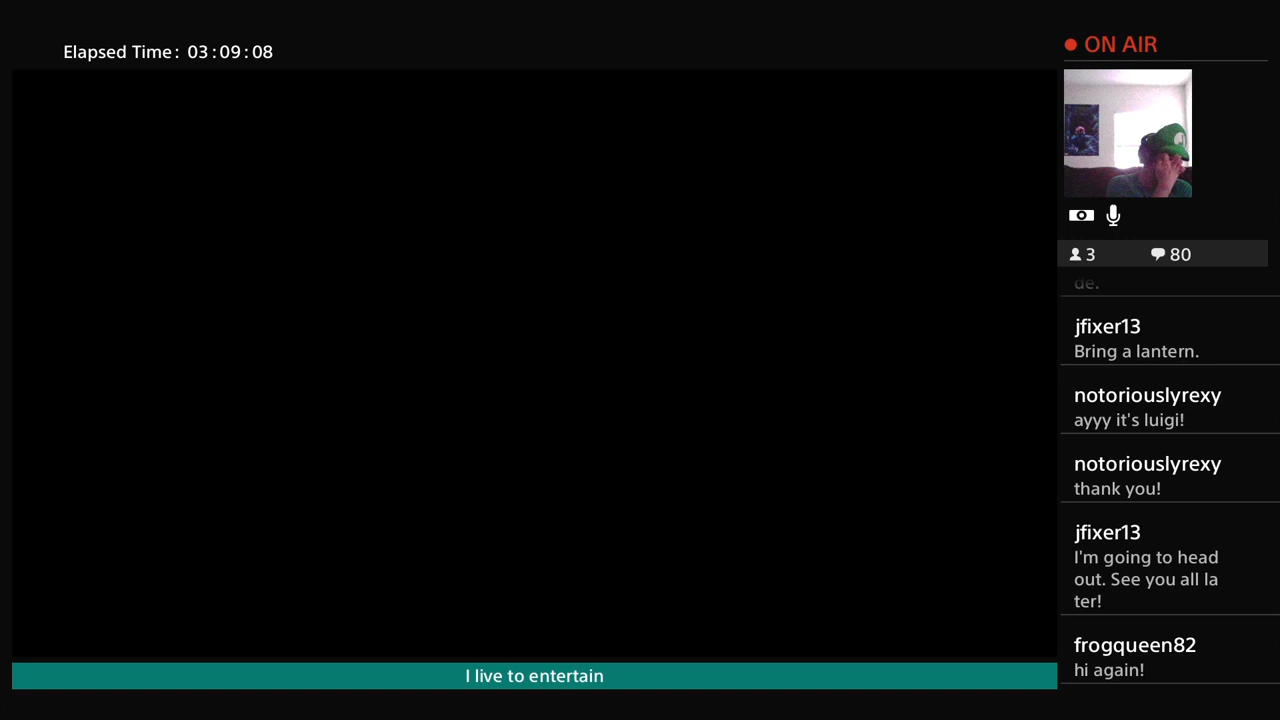 Elapsed Time: 03:09:08
ON AIR
3 80
de.
jfixer13
Bring a lantern.
notoriouslyrexy
ayyy it's luigi!
notoriouslyrexy
thank you!
jfixer13
I'm going to head
out. See you all la
ter!
frogqueen82
hi again!
I live to entertain